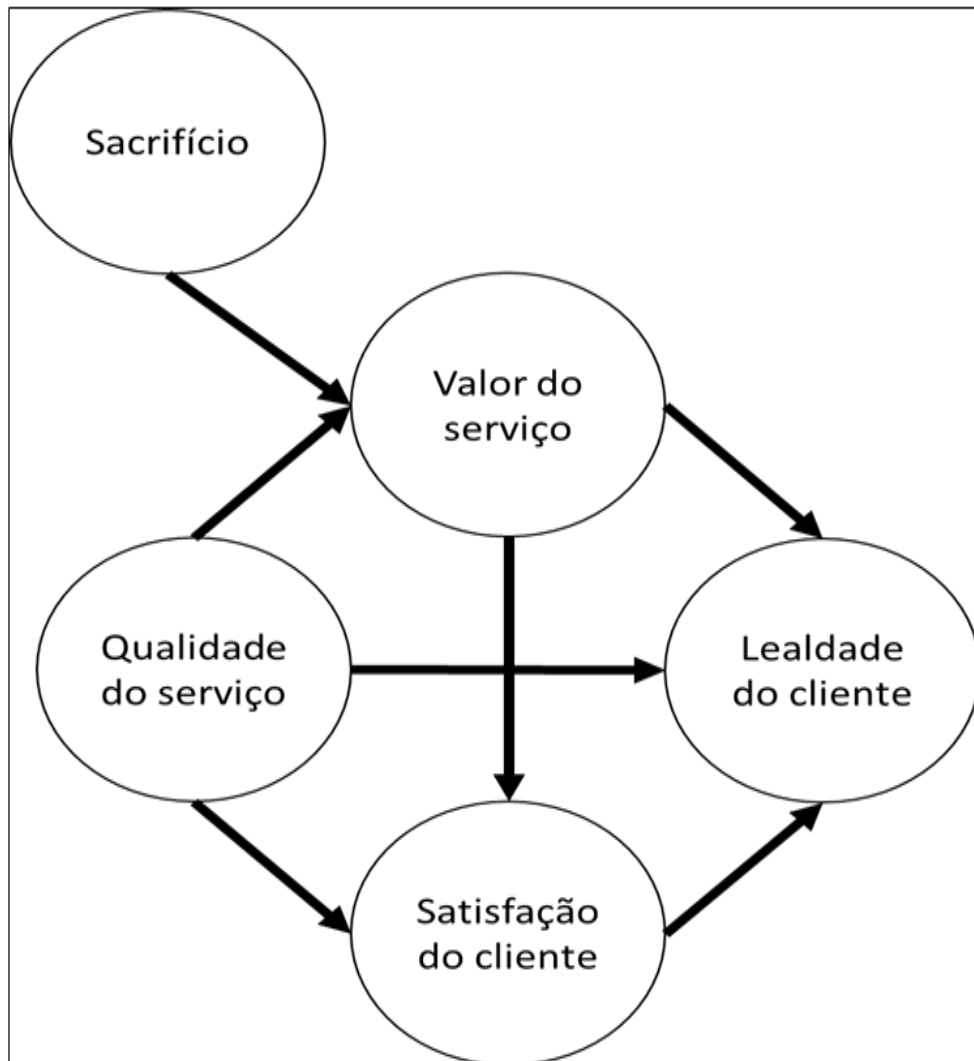 Sacrifício
Valor do
serviço
Qualidade
do serviço
Lealdade
do cliente
Satisfação
do cliente